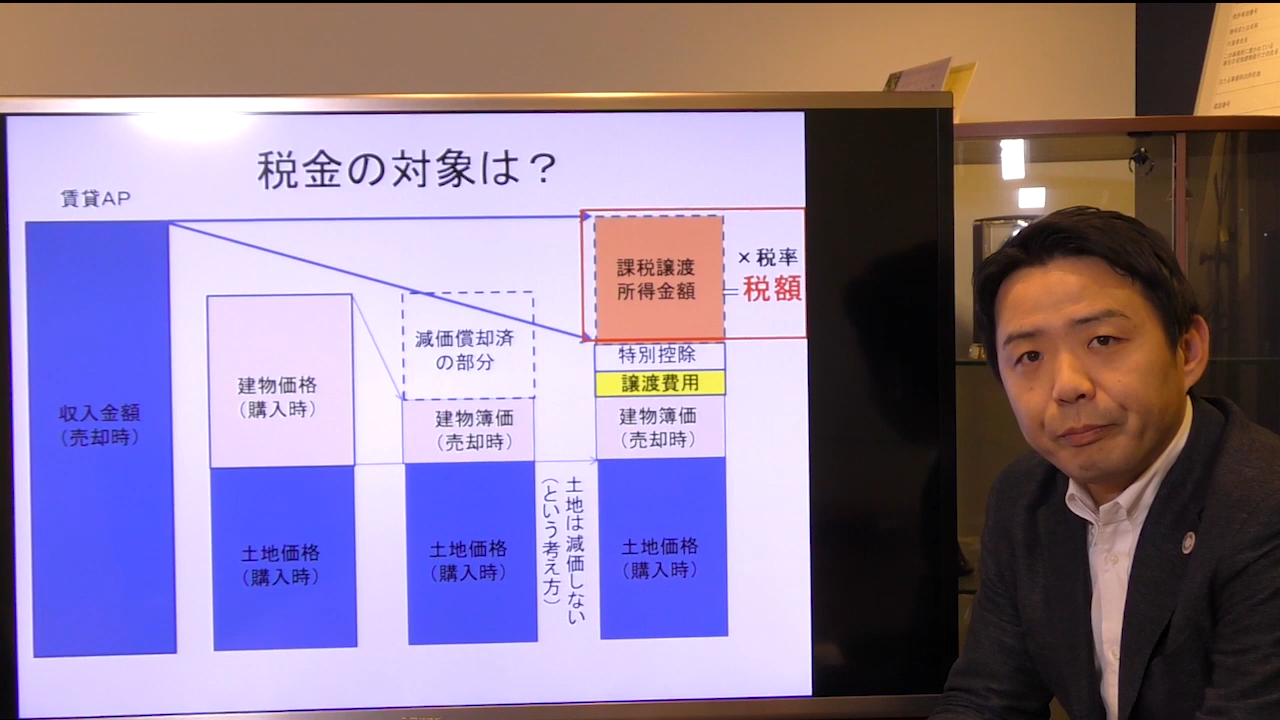 税金の対象は？
賃貸AP
収入金額
（売却時）
建物価格
（購入時）
土地価格
（購入時）
減価償却済
の部分
建物簿価
（売却時）
土地価格
（購入時）
土地は減価しない
（という考え方）
課税譲渡
所得金額
×税率
＝税額
特別控除
譲渡費用
建物簿価
（売却時）
土地価格
（購入時）